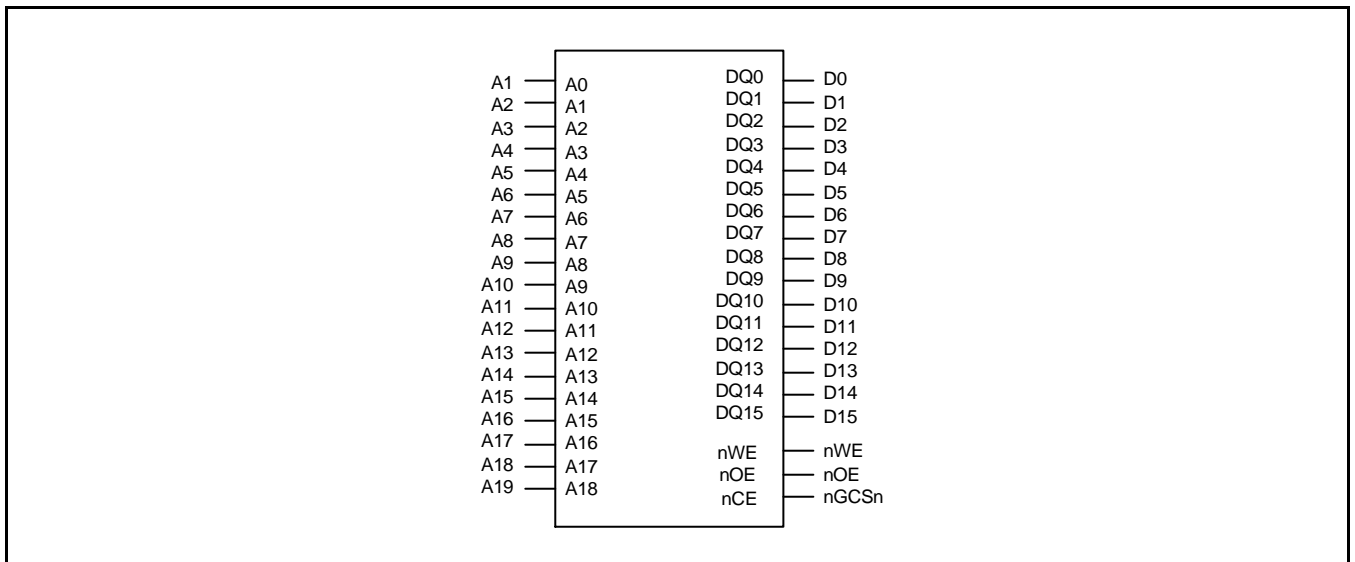 A1 A0 DQ0 D0
A2 A1 DQ1 D1
A3 A2 DQ2 D2
A4 A3 DQ3 D3
A5 A4 DQ4 D4
A6 A5 DQ5 D5
A7 A6 DQ6 D6
A8 A7 DQ7 D7
A9 A8 DQ8 D8
A10 A9 DQ9 D9
A11 A10 DQ10 D10
A12 A11 DQ11 D11
A13 A12 DQ12 D12
A14 A13 DQ13 D13
A15 A14 DQ14 D14
A16 A15 DQ15 D15
A17 A16 nWE nWE
A18 A17 nOE nOE
A19 A18 nCE nGCSn